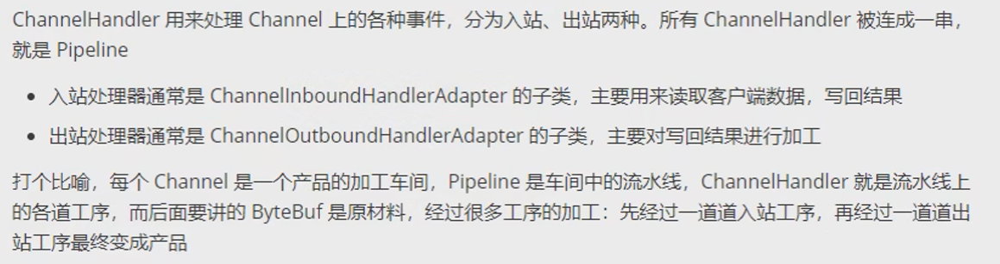 ChannelHandler 用来处理 Channel 上的各种事件，分为入站、出站两种。所有 ChannelHandler 被连成一串，
就是 Pipeline
• 入站处理器通常是 ChannelInboundHandlerAdapter 的子类，主要用来读取客户端数据，写回结果
• 出站处理器通常是 ChannelOutboundHandlerAdapter 的子类，主要对写回结果进行加工
打个比喻，每个 Channel 是一个产品的加工车间，Pipeline 是车间中的流水线，ChannelHandler 就是流水线上
的各道工序，而后面要讲的 ByteBuf 是原材料，经过很多工序的加工：先经过一道道入站工序，再经过一道道出
站工序最终变成产品